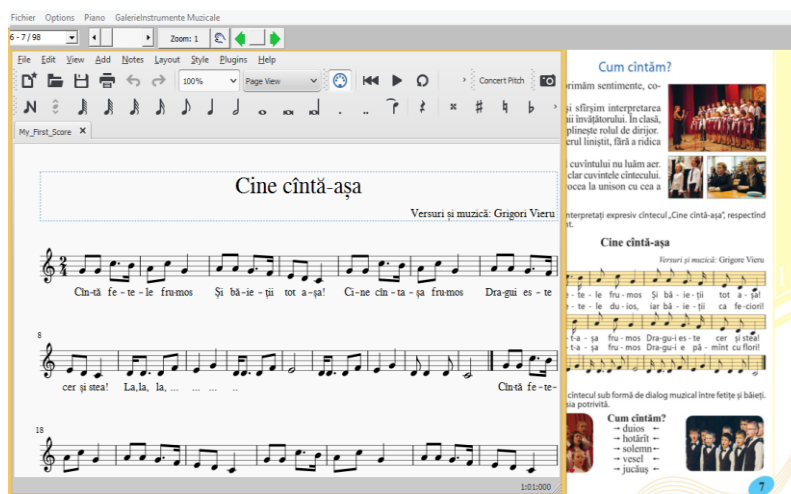 Fichier Options Piano GalerieInstrumente Muzicale
6 - 7 / 98 Zoom: 1
File Edit View Add Notes Layout Style Plugins Help
100% Page View Concert Pitch
My_First_Score X
Cine cîntă-așa
Versuri și muzică: Grigori Vieru
2
4
Cîn-tă fe - te - le fru-mos Și bă-ie - ții tot a-șa! Ci-ne cîn - ta - șa frumos Dra-gui es - te
8
cer și stea! La,la, la, ... ... ... ..
Cîn-tă fe-te-
18
1:01:000
Cum cîntăm?
primăm sentimente, co-
și sfîrșim interpretarea
nii învățătorului. În clasă,
plinește rolul de dirijor.
erul liniștit, fără a ridica
cuvîntului nu luăm aer.
clar cuvintele cîntecului.
ocea la unison cu cea a
interpretați expresiv cîntecul „Cine cîntă-așa”, respectînd
nt.
Cine cîntă-așa
Versuri și muzică: Grigore Vieru
e - te - le fru - mos Și bă - ie - ții tot a - șa!
e - te - le du - ios, iar bă - ie - ții ca fe-ciori!
- t-a - șa fru - mos Dra-gu-i es - te cer și stea!
- t-a - șa fru - mos Dra-gu-i e pă - mînt cu flori!
cîntecul sub formă de dialog muzical între fetițe și băieți.
sia potrivită.
Cum cîntăm?
→ duios ←
→ hotărît ←
→ solemn ←
→ vesel ←
→ jucăuș ←
7